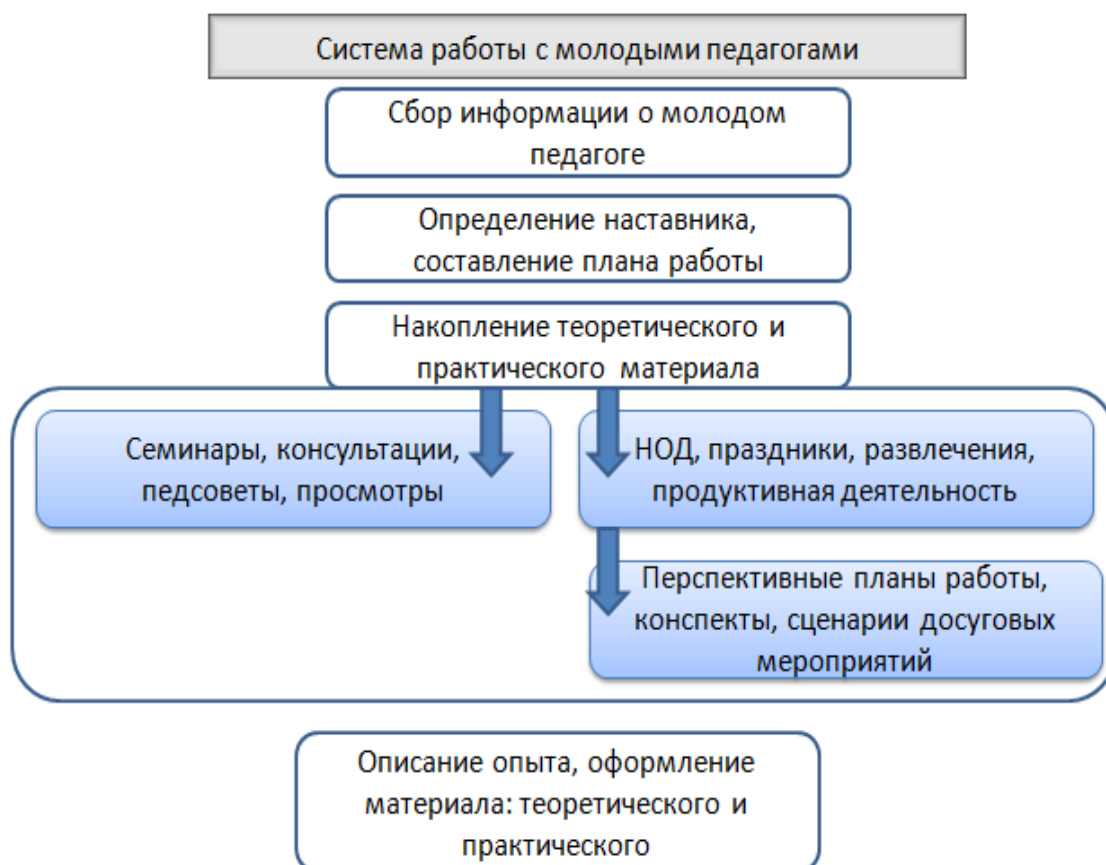 Система работы с молодыми педагогами
Сбор информации о молодом
педагоге
Определение наставника,
составление плана работы
Накопление теоретического и
практического материала
Семинары, консультации,
педсоветы, просмотры
НОД, праздники, развлечения,
продуктивная деятельность
Перспективные планы работы,
конспекты, сценарии досуговых
мероприятий
Описание опыта, оформление
материала: теоретического и
практического